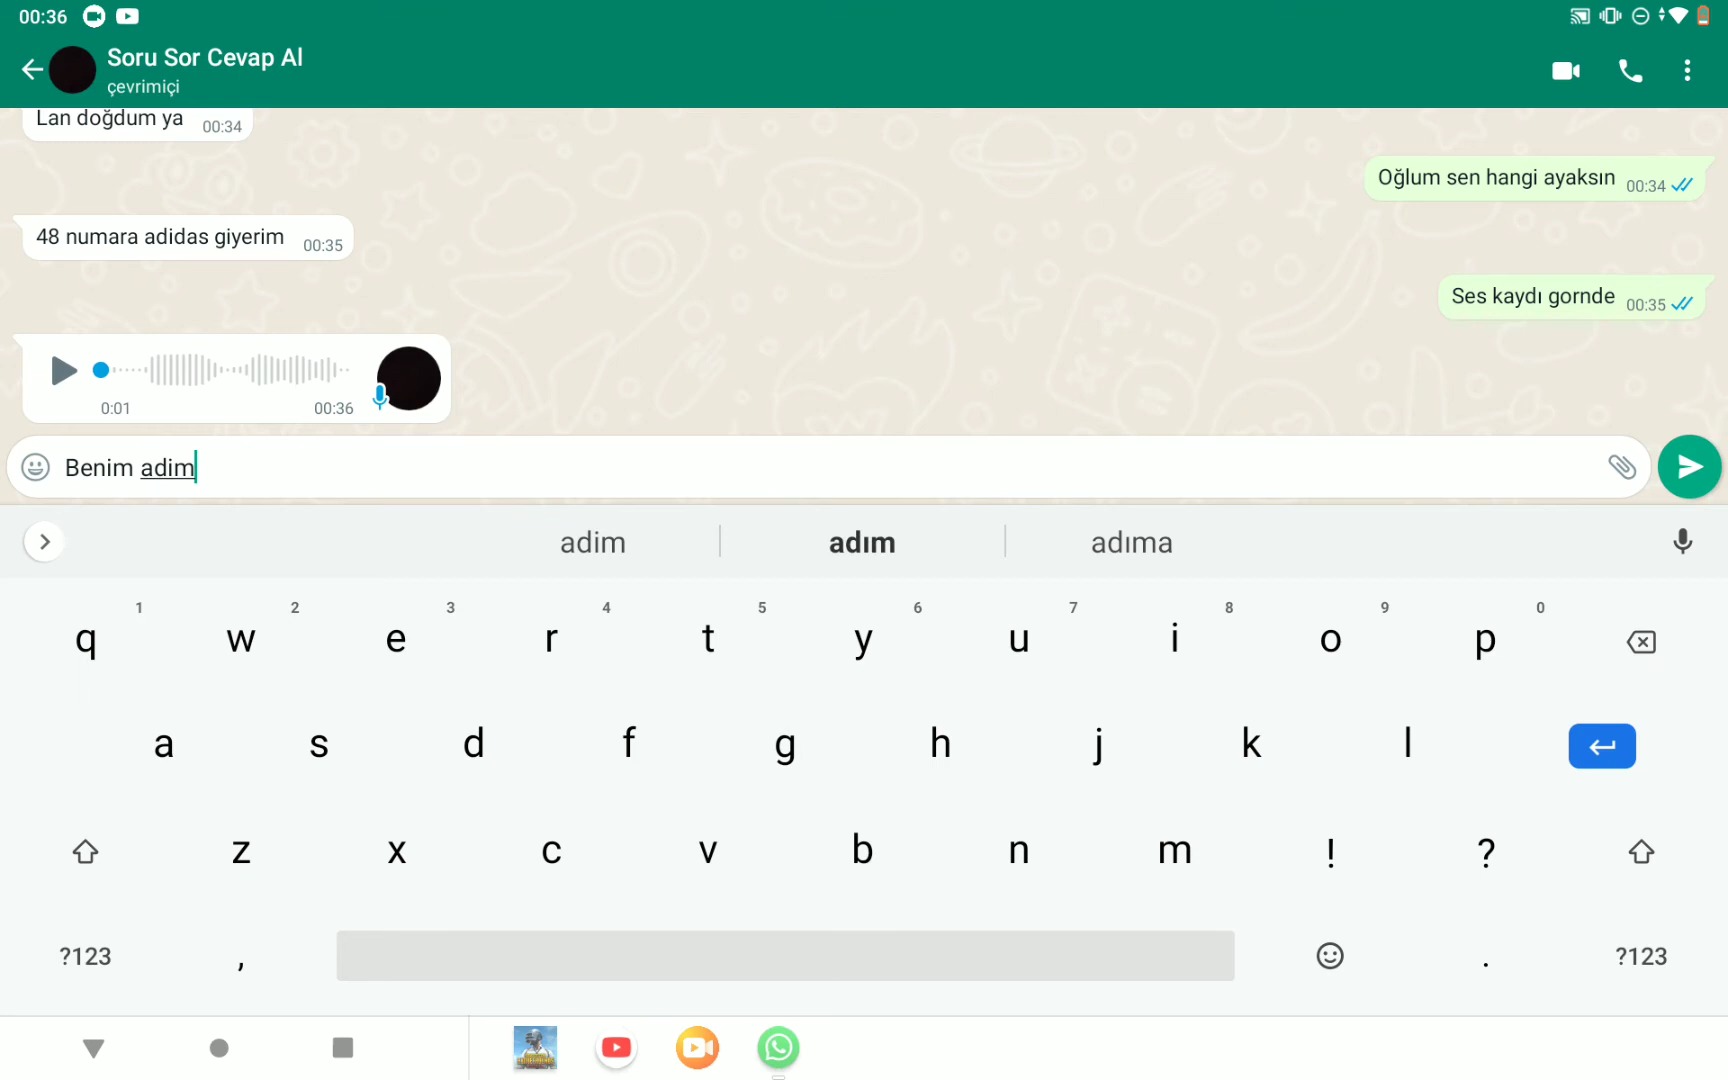 00:36
Soru Sor Cevap Al
çevrimiçi
Lan doğdum ya 00:34
Oğlum sen hangi ayaksın 00:34
48 numara adidas giyerim 00:35
Ses kaydı gornde 00:35
0:01 00:36
Benim adim
adim adım adıma
1 2 3 4 5 6 7 8 9 0
q w e r t y u i o p
a s d f g h j k l
z x c v b n m ! ?
?123 , . ?123